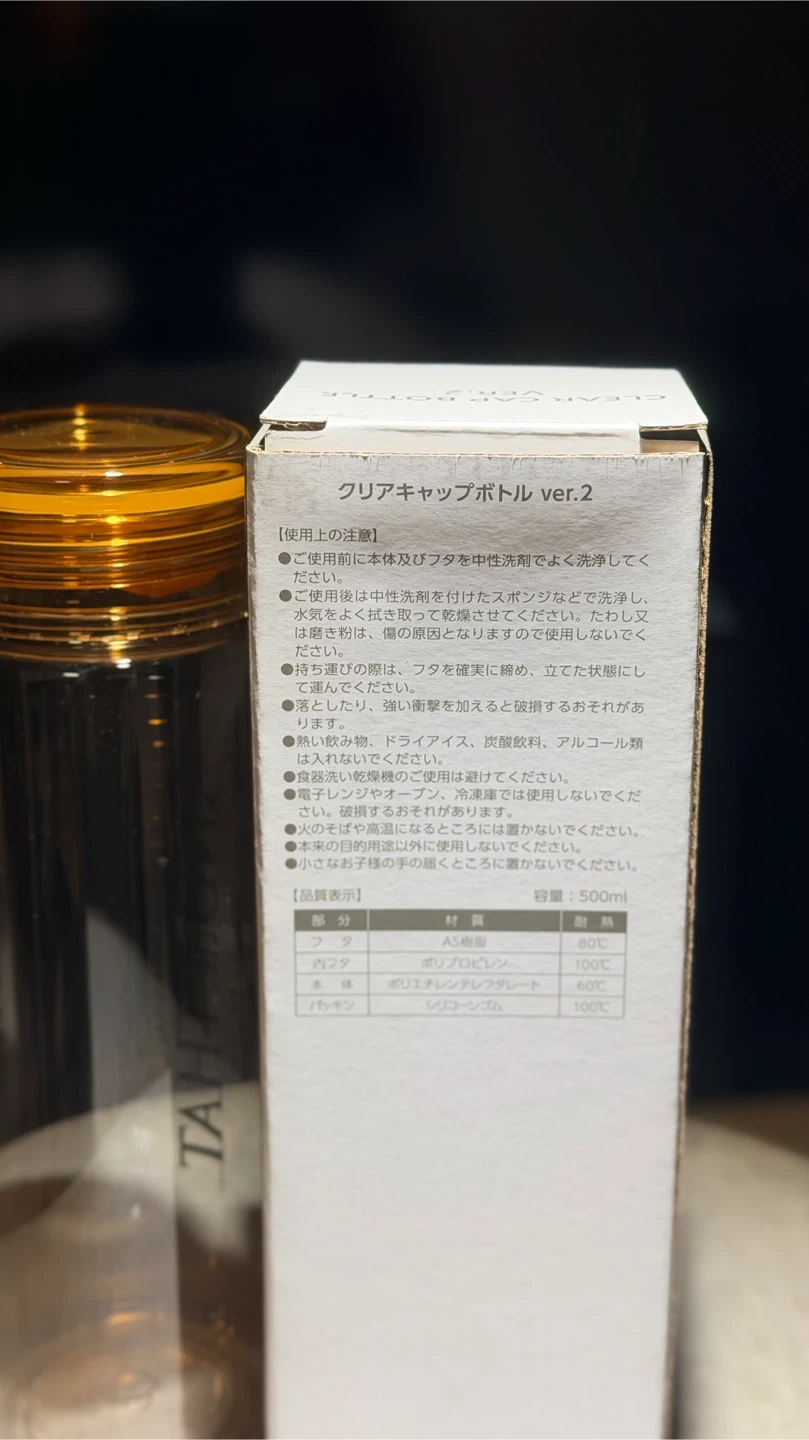 CLEAR CAP BOTTLE
VER.2
クリアキャップボトル ver.2
【使用上の注意】
●ご使用前に本体及びフタを中性洗剤でよく洗浄してく
ださい。
●ご使用後は中性洗剤を付けたスポンジなどで洗浄し、
水気をよく拭き取って乾燥させてください。たわし又
は磨き粉は、傷の原因となりますので使用しないでく
ださい。
●持ち運びの際は、フタを確実に締め、立てた状態にし
て運んでください。
●落としたり、強い衝撃を加えると破損するおそれがあ
ります。
●熱い飲み物、ドライアイス、炭酸飲料、アルコール類
は入れないでください。
●食器洗い乾燥機のご使用は避けてください。
●電子レンジやオーブン、冷凍庫では使用しないでくだ
さい。破損するおそれがあります。
●火のそばや高温になるところには置かないでください。
●本来の目的用途以外に使用しないでください。
●小さなお子様の手の届くところに置かないでください。
【品質表示】 容量：500ml
部分 材質 耐熱
フタ AS樹脂 80℃
内フタ ポリプロピレン 100℃
本体 ポリエチレンテレフタレート 60℃
パッキン シリコーンゴム 100℃